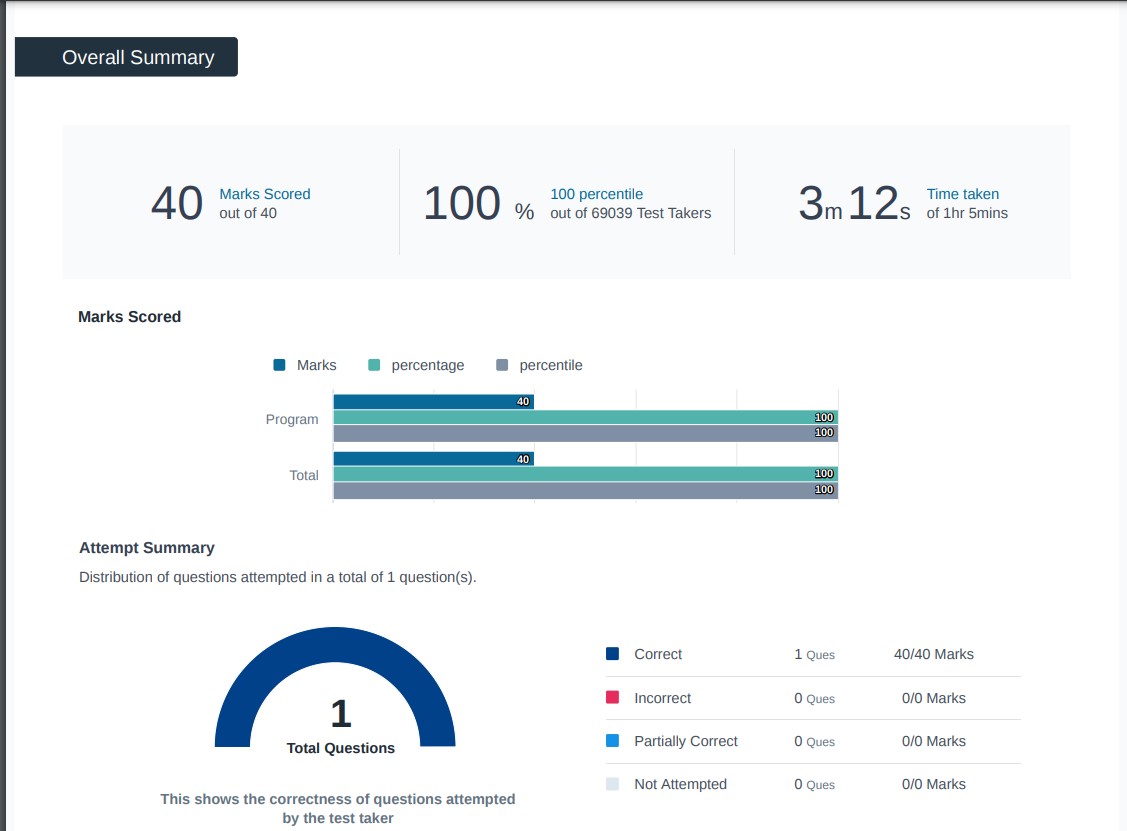 Overall Summary
40 Marks Scored
out of 40
100 % 100 percentile
out of 69039 Test Takers
3m 12s Time taken
of 1hr 5mins
Marks Scored
Marks percentage percentile
Program 40
100
100
Total 40
100
100
Attempt Summary
Distribution of questions attempted in a total of 1 question(s).
1
Total Questions
This shows the correctness of questions attempted
by the test taker
Correct 1 Ques 40/40 Marks
Incorrect 0 Ques 0/0 Marks
Partially Correct 0 Ques 0/0 Marks
Not Attempted 0 Ques 0/0 Marks